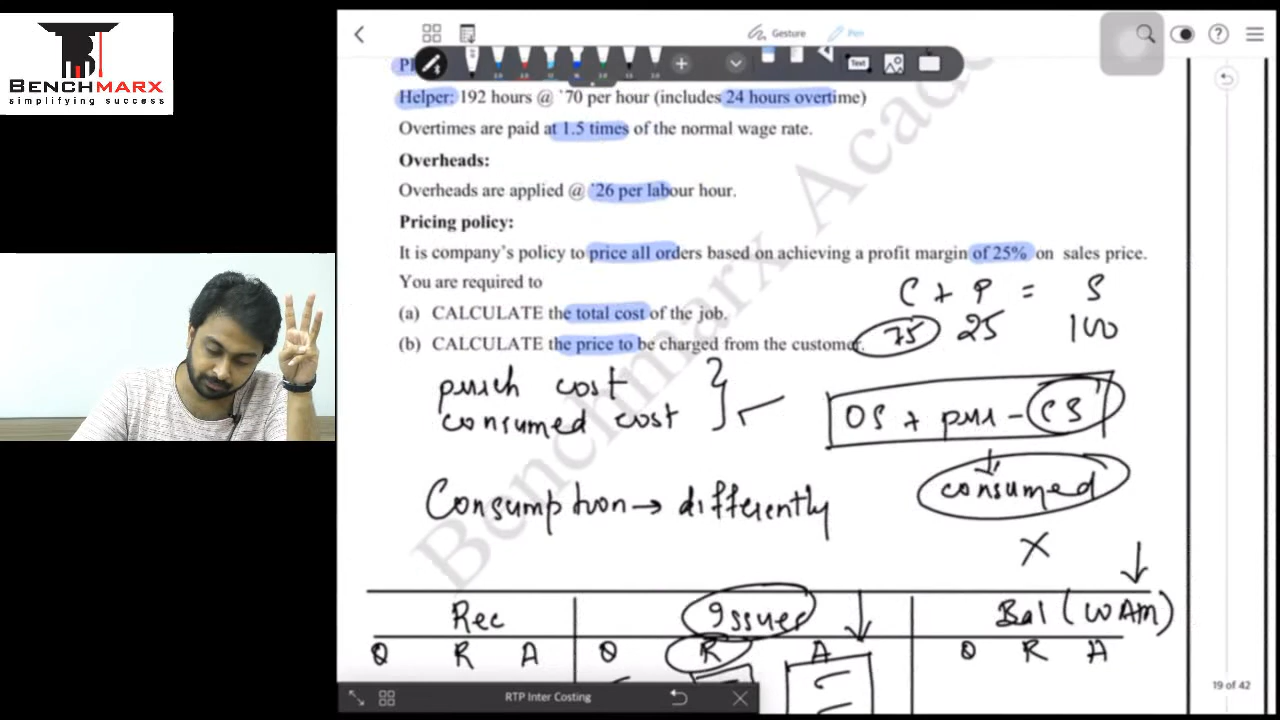 BENCHMARX
simplifying success
Gesture
Pen
Text
Helper: 192 hours @ `70 per hour (includes 24 hours overtime)
Overtimes are paid at 1.5 times of the normal wage rate.
Overheads:
Overheads are applied @ `26 per labour hour.
Pricing policy:
It is company's policy to price all orders based on achieving a profit margin of 25% on sales price.
You are required to
(a) CALCULATE the total cost of the job.
(b) CALCULATE the price to be charged from the customer.
C + P = S
75 25 100
purch cost
consumed cost
OS + purr - CS
consumed
Consumption → differently
X
Rec Issues Bal (WAM)
Q R A Q R A Q R A
Benchmarx Acad
RTP Inter Costing
19 of 42